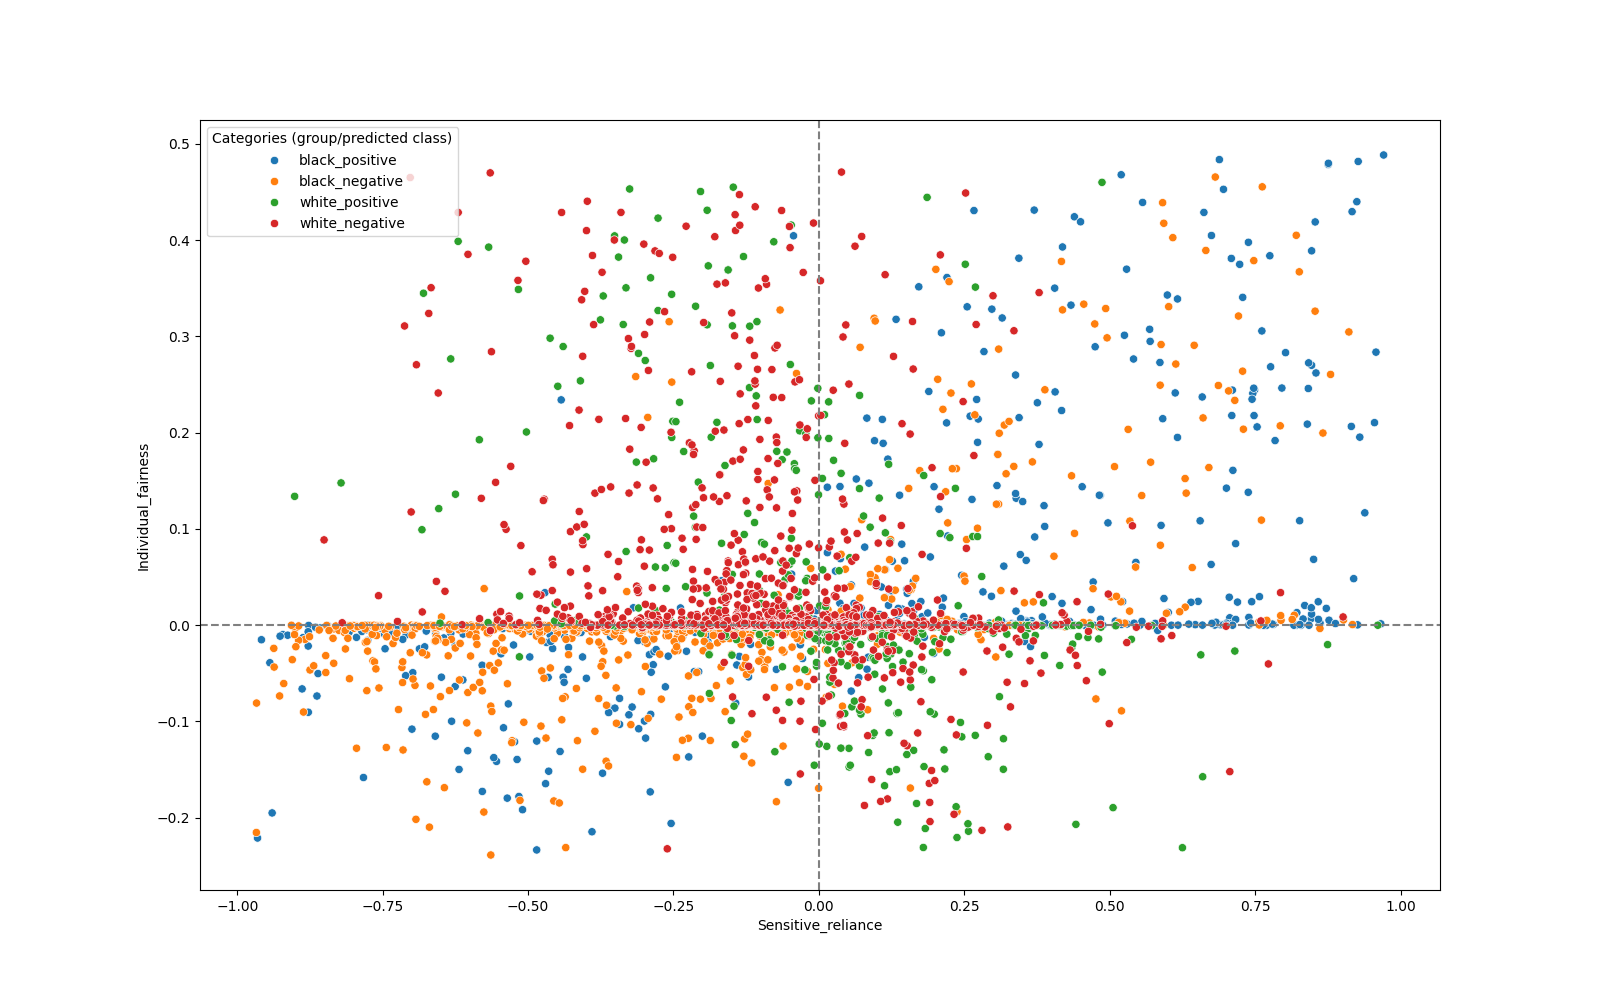 Categories (group/predicted class)
black_positive
black_negative
white_positive
white_negative
0.5
0.4
0.3
0.2
0.1
0.0
−0.1
−0.2
Individual_fairness
−1.00 −0.75 −0.50 −0.25 0.00 0.25 0.50 0.75 1.00
Sensitive_reliance